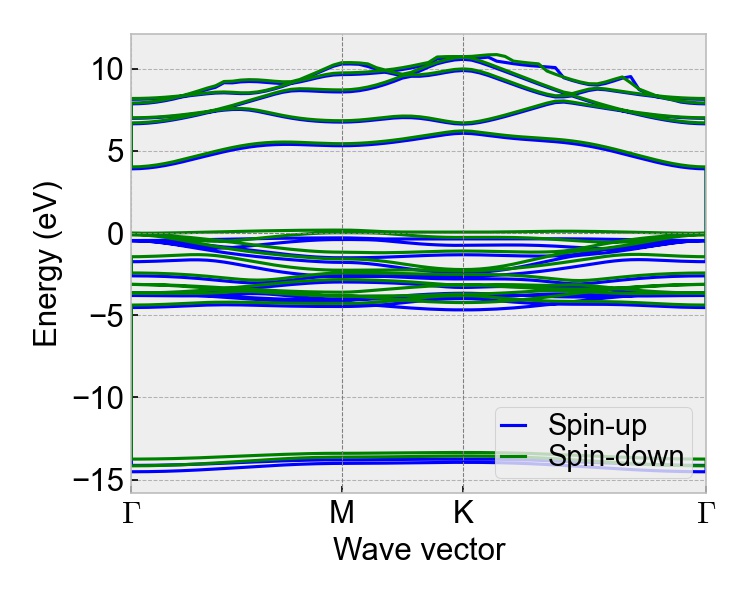 Energy (eV)
10
5
0
−5
−10
−15
Spin-up
Spin-down
Γ M K Γ
Wave vector